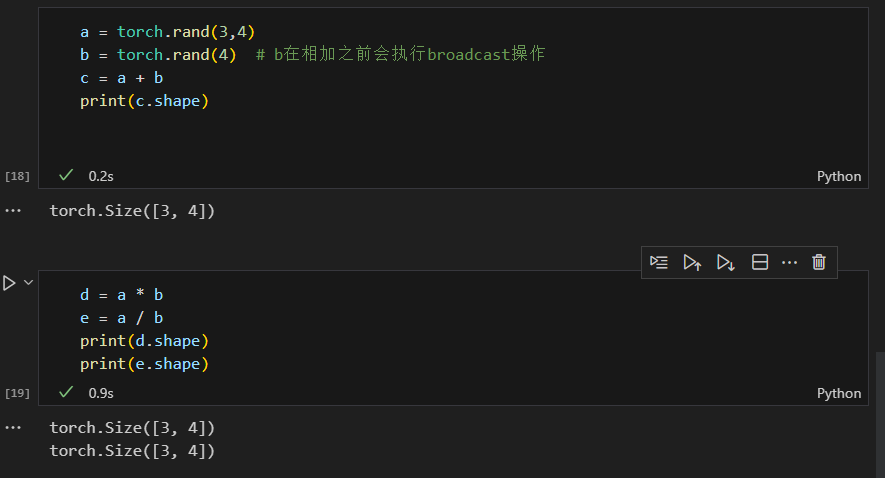 a = torch.rand(3,4)
b = torch.rand(4)  # b在相加之前会执行broadcast操作
c = a + b
print(c.shape)
[18]
0.2s
Python
torch.Size([3, 4])
d = a * b
e = a / b
print(d.shape)
print(e.shape)
[19]
0.9s
Python
torch.Size([3, 4])
torch.Size([3, 4])